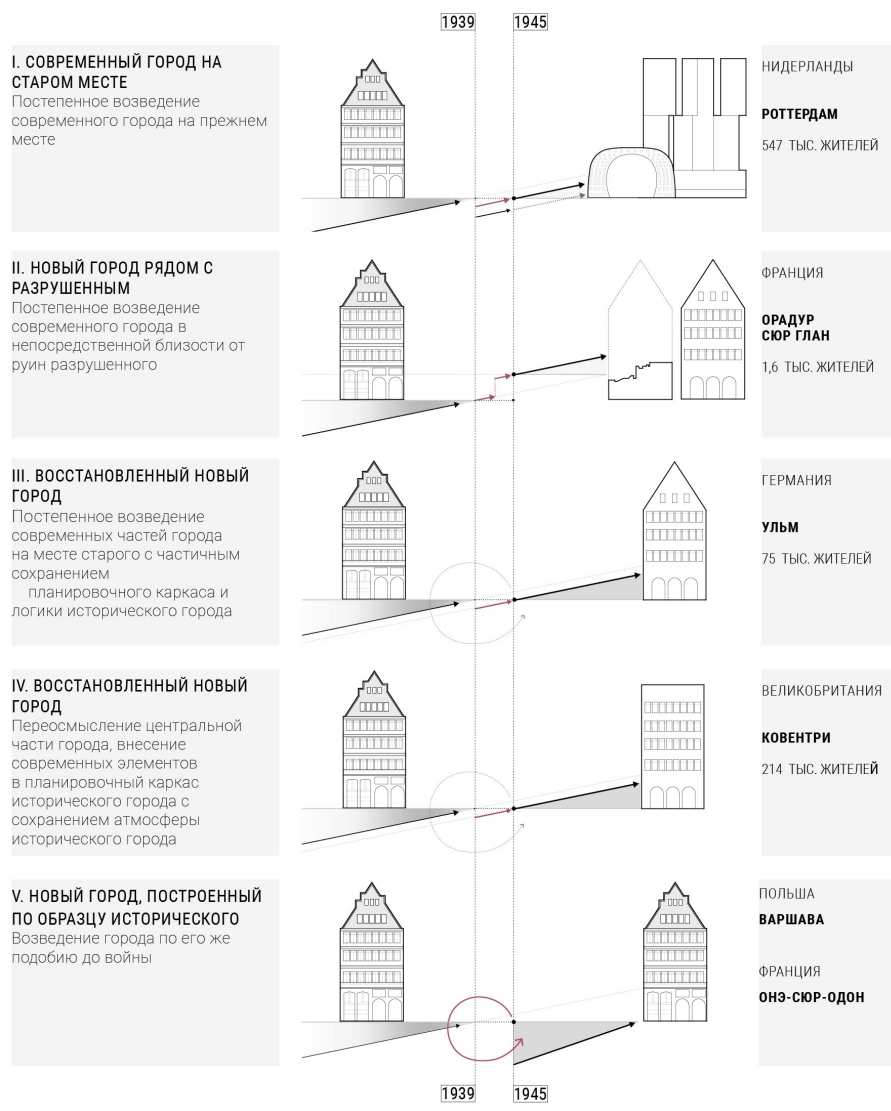 1939
1945
I. СОВРЕМЕННЫЙ ГОРОД НА
СТАРОМ МЕСТЕ
Постепенное возведение
современного города на прежнем
месте
НИДЕРЛАНДЫ
РОТТЕРДАМ
547 ТЫС. ЖИТЕЛЕЙ
II. НОВЫЙ ГОРОД РЯДОМ С
РАЗРУШЕННЫМ
Постепенное возведение
современного города в
непосредственной близости от
руин разрушенного
ФРАНЦИЯ
ОРАДУР
СЮР ГЛАН
1,6 ТЫС. ЖИТЕЛЕЙ
III. ВОССТАНОВЛЕННЫЙ НОВЫЙ
ГОРОД
Постепенное возведение
современных частей города
на месте старого с частичным
сохранением
планировочного каркаса и
логики исторического города
ГЕРМАНИЯ
УЛЬМ
75 ТЫС. ЖИТЕЛЕЙ
IV. ВОССТАНОВЛЕННЫЙ НОВЫЙ
ГОРОД
Переосмысление центральной
части города, внесение
современных элементов
в планировочный каркас
исторического города с
сохранением атмосферы
исторического города
ВЕЛИКОБРИТАНИЯ
КОВЕНТРИ
214 ТЫС. ЖИТЕЛЕЙ
V. НОВЫЙ ГОРОД, ПОСТРОЕННЫЙ
ПО ОБРАЗЦУ ИСТОРИЧЕСКОГО
Возведение города по его же
подобию до войны
ПОЛЬША
ВАРШАВА
ФРАНЦИЯ
ОНЭ-СЮР-ОДОН
1939
1945